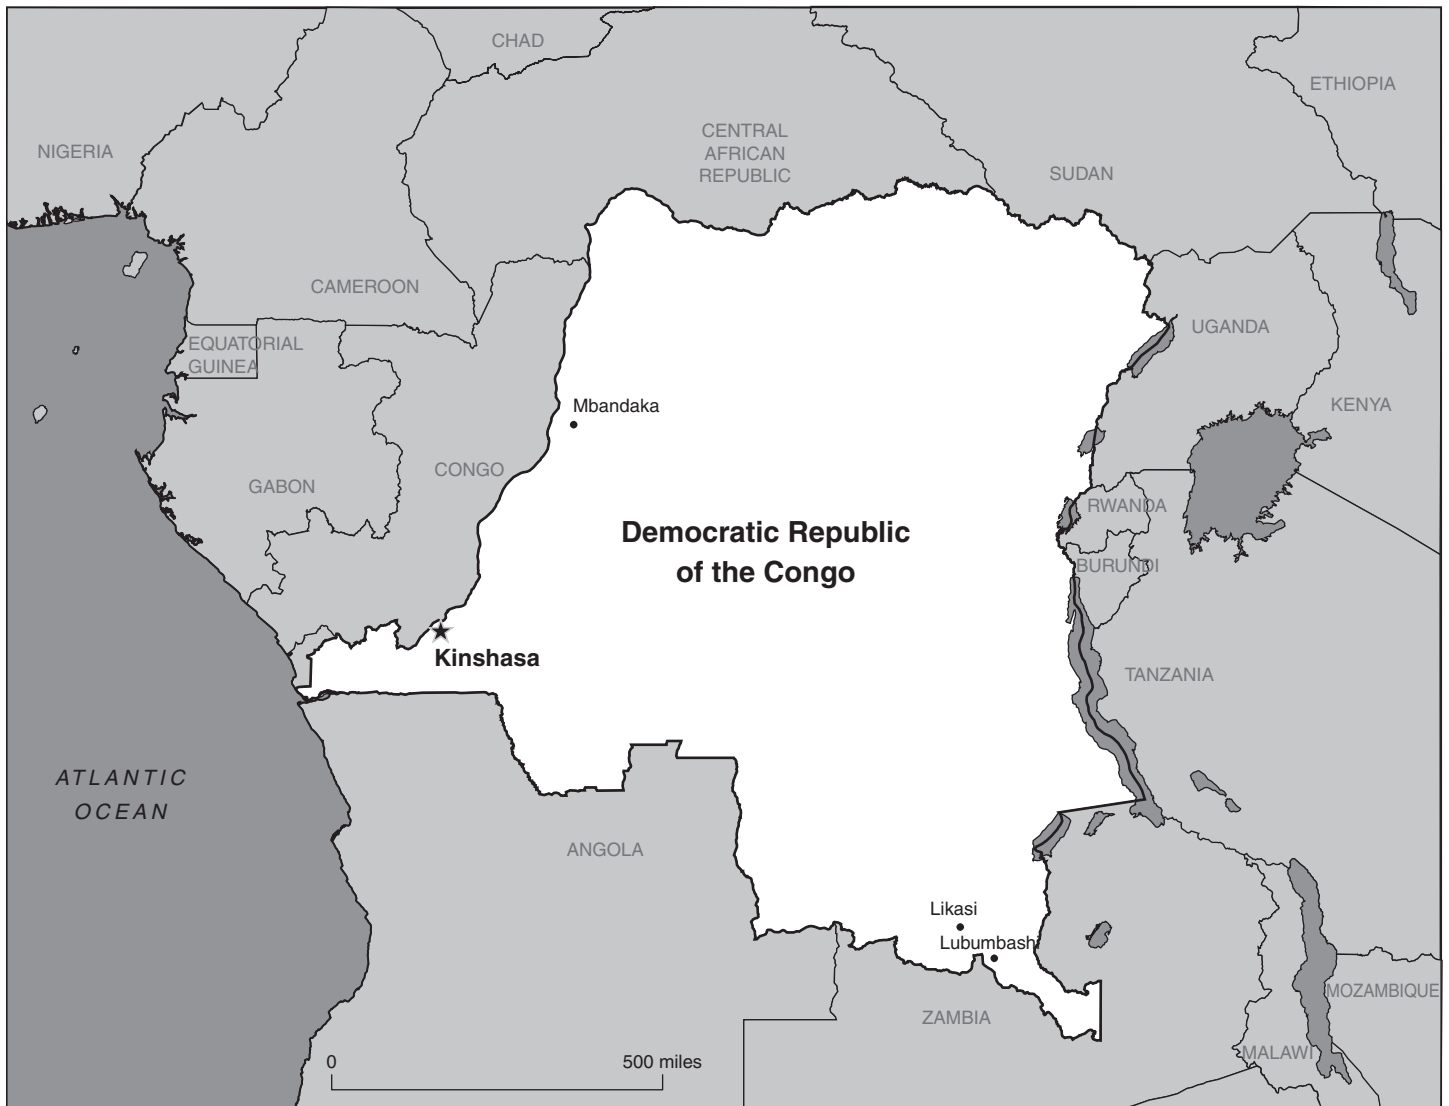 CHAD
ETHIOPIA
CENTRAL
AFRICAN
REPUBLIC
NIGERIA
SUDAN
CAMEROON
UGANDA
EQUATORIAL
GUINEA
Mbandaka
KENYA
CONGO
GABON
RWANDA
Democratic Republic
of the Congo
BURUNDI
Kinshasa
TANZANIA
ATLANTIC
OCEAN
ANGOLA
Likasi
Lubumbashi
MOZAMBIQUE
ZAMBIA
MALAWI
0 500 miles